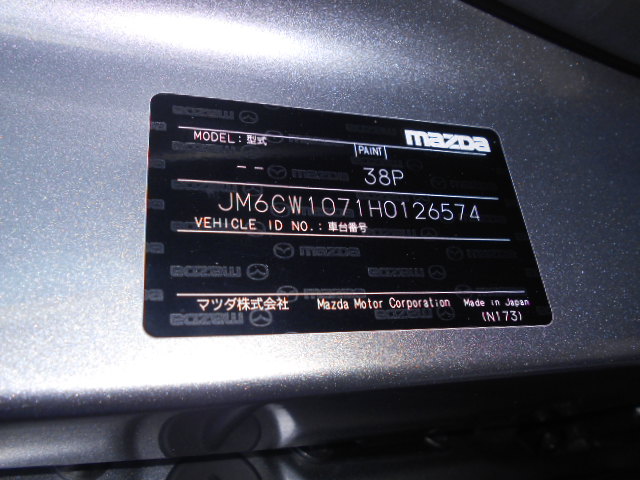 mazda
MODEL : 型式 PAINT
-- 38P
JM6CW1071H0126574
VEHICLE ID NO.: 車台番号
マツダ株式会社 Mazda Motor Corporation Made in Japan
(N173)